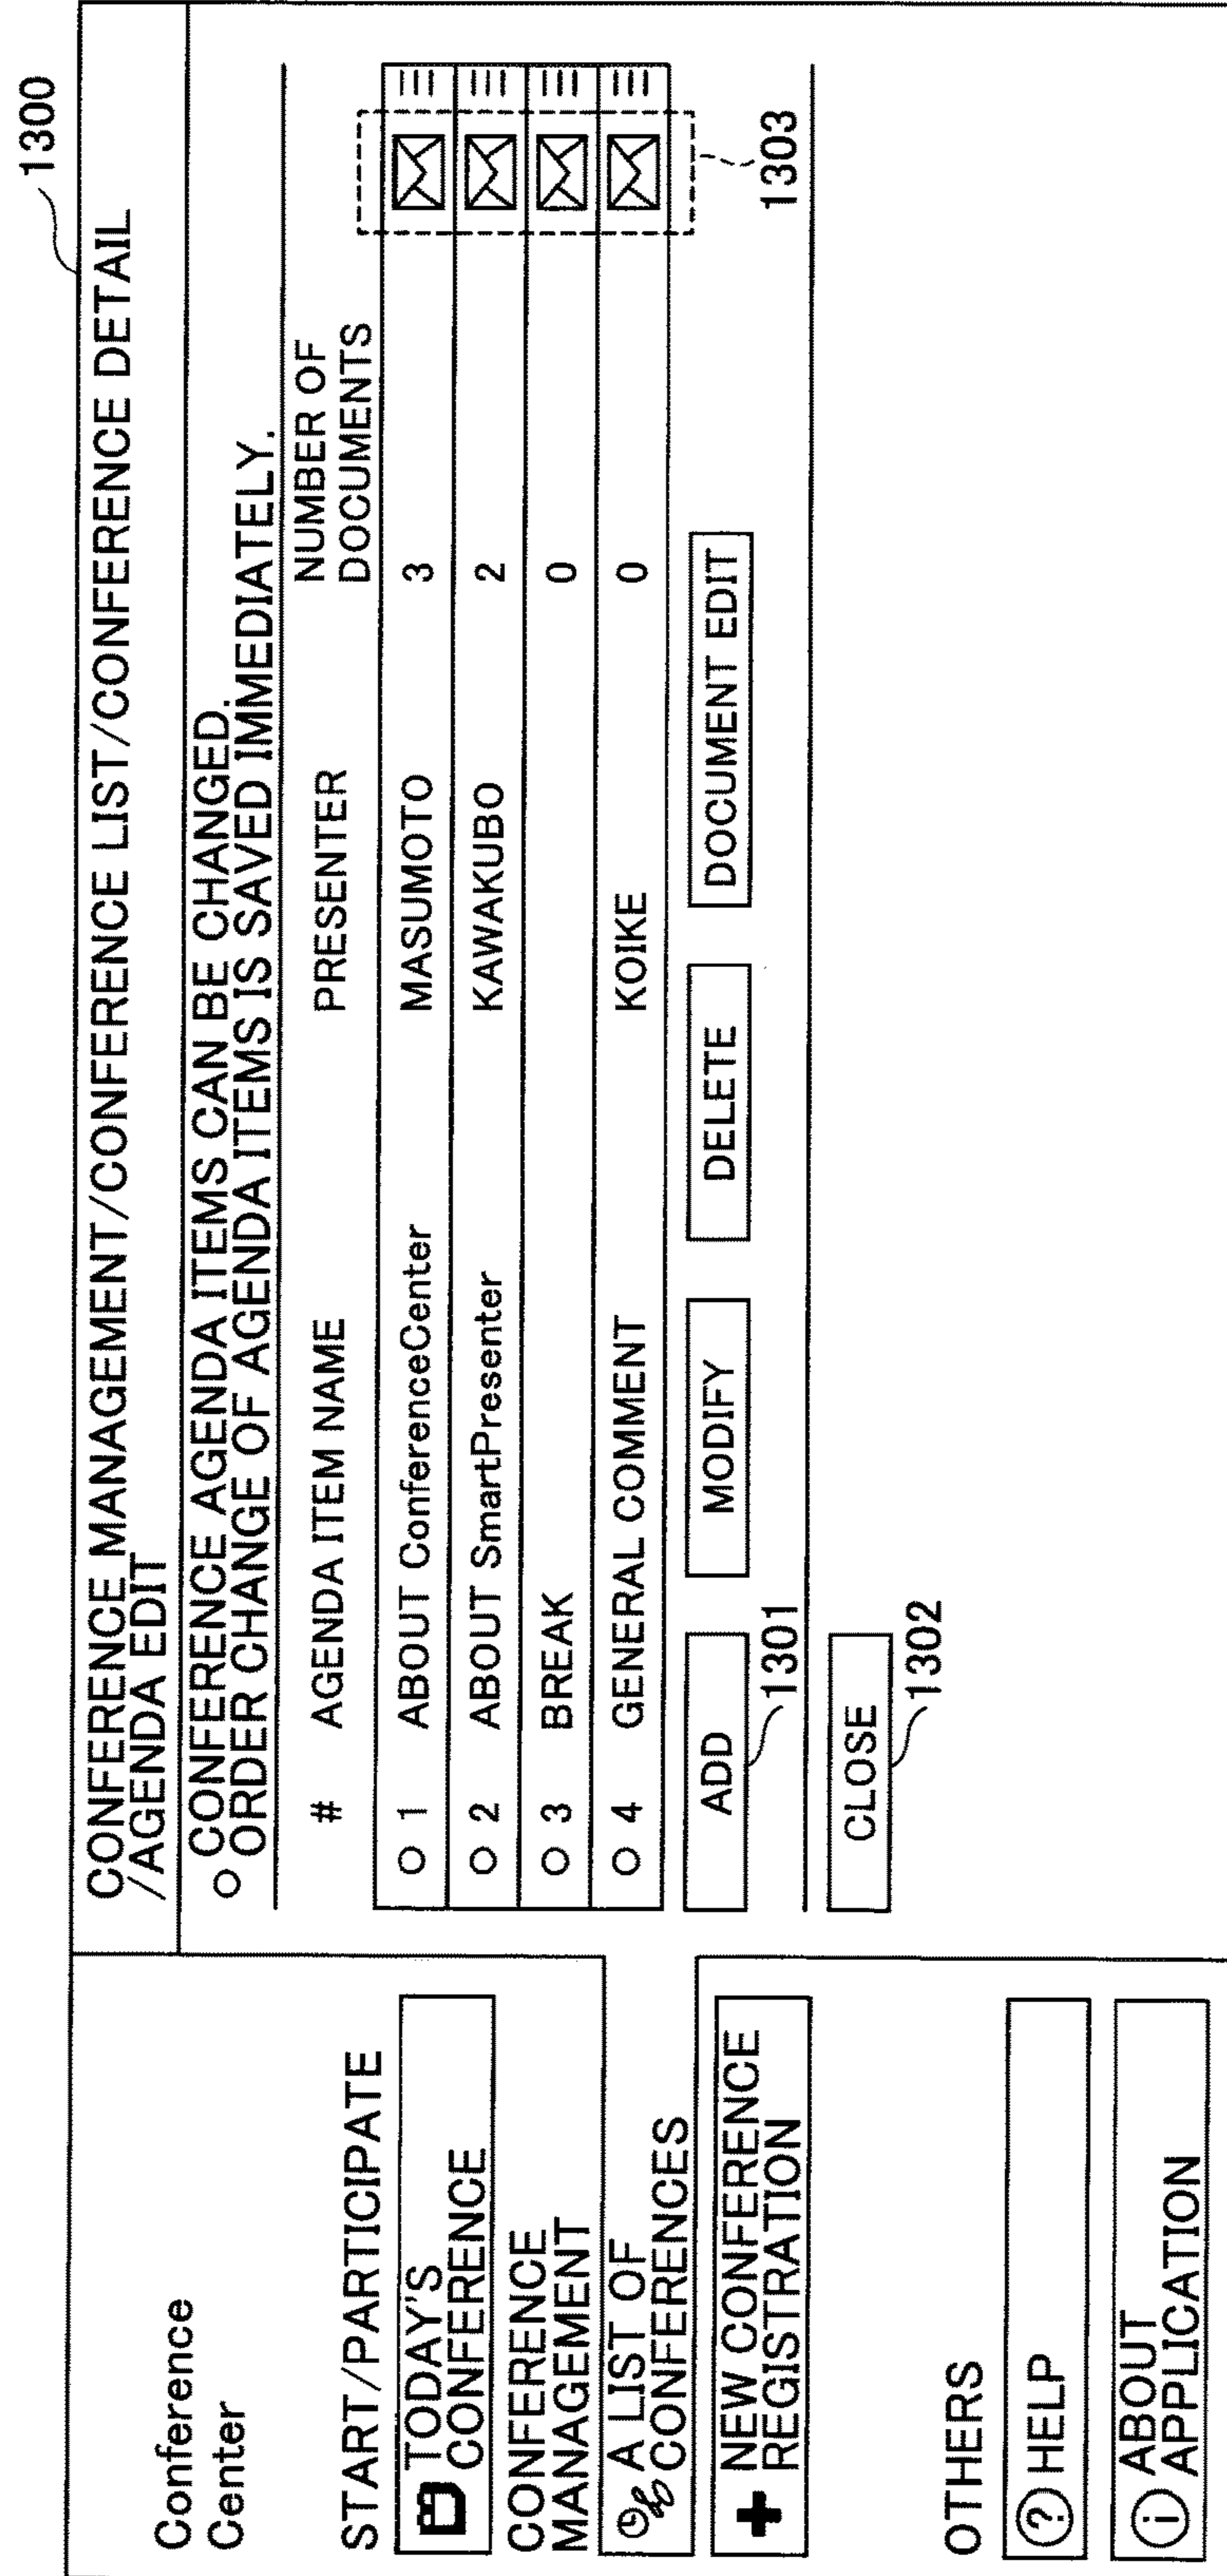 1300
Conference
Center
START/PARTICIPATE
TODAY'S
CONFERENCE
CONFERENCE
MANAGEMENT
A LIST OF
CONFERENCES
NEW CONFERENCE
REGISTRATION
OTHERS
? HELP
i ABOUT
APPLICATION
CONFERENCE MANAGEMENT/CONFERENCE LIST/CONFERENCE DETAIL
/AGENDA EDIT
CONFERENCE AGENDA ITEMS CAN BE CHANGED.
ORDER CHANGE OF AGENDA ITEMS IS SAVED IMMEDIATELY.
# AGENDA ITEM NAME PRESENTER NUMBER OF
DOCUMENTS
1 ABOUT ConferenceCenter MASUMOTO 3
2 ABOUT SmartPresenter KAWAKUBO 2
3 BREAK 0
4 GENERAL COMMENT KOIKE 0
ADD MODIFY DELETE DOCUMENT EDIT
1301 1303
CLOSE
1302